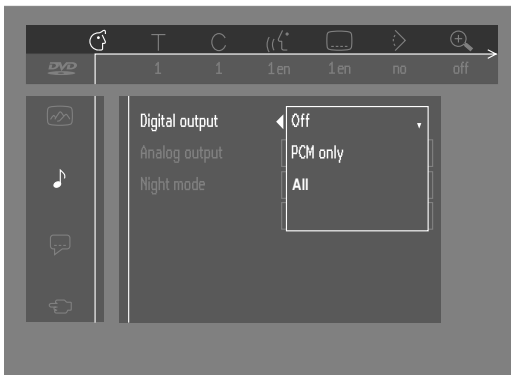 T C
DVD 1 1 1 en 1 en no off
Digital output Off
Analog output PCM only
Night mode All